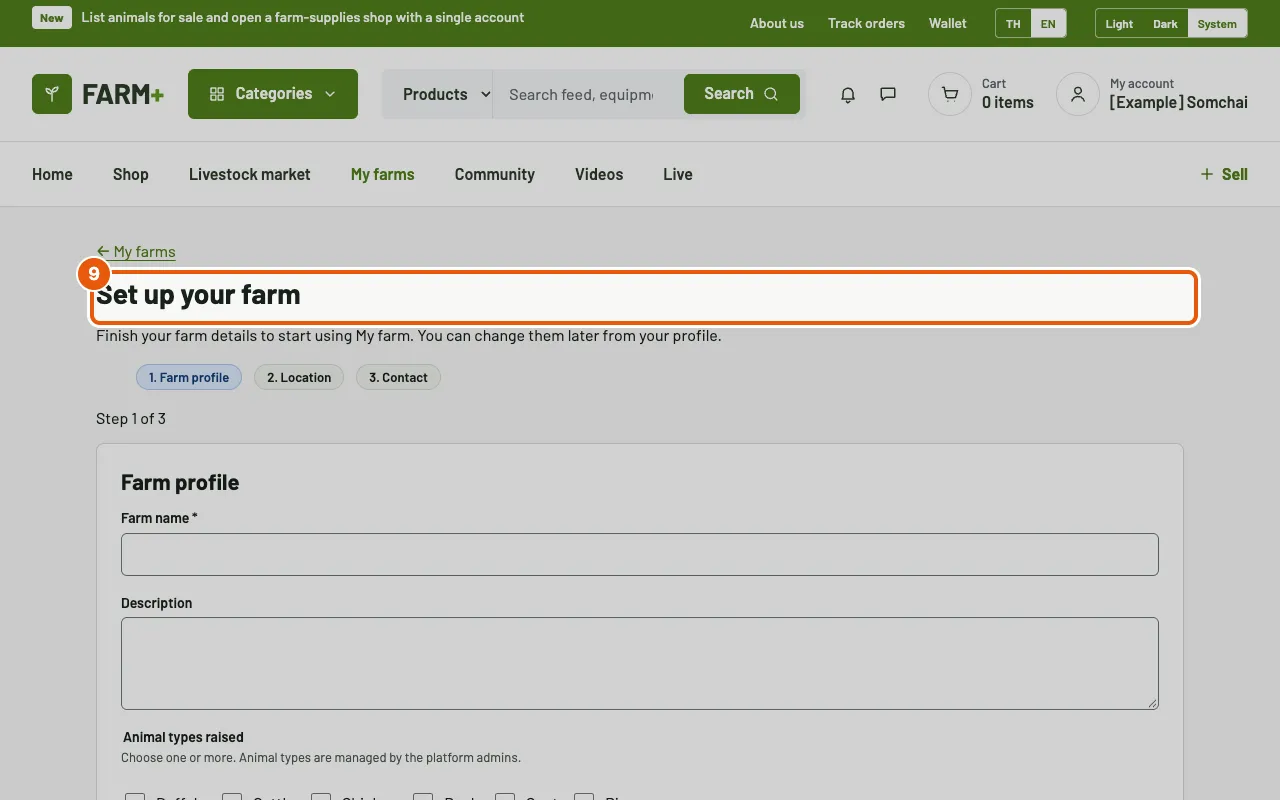 New List animals for sale and open a farm-supplies shop with a single account
About us Track orders Wallet TH EN Light Dark System
FARM+ Categories Products Search feed, equipm Search Cart 0 items My account [Example] Somchai
Home Shop Livestock market My farms Community Videos Live + Sell
← My farms
9
Set up your farm
Finish your farm details to start using My farm. You can change them later from your profile.
1. Farm profile 2. Location 3. Contact
Step 1 of 3
Farm profile
Farm name *
Description
Animal types raised
Choose one or more. Animal types are managed by the platform admins.